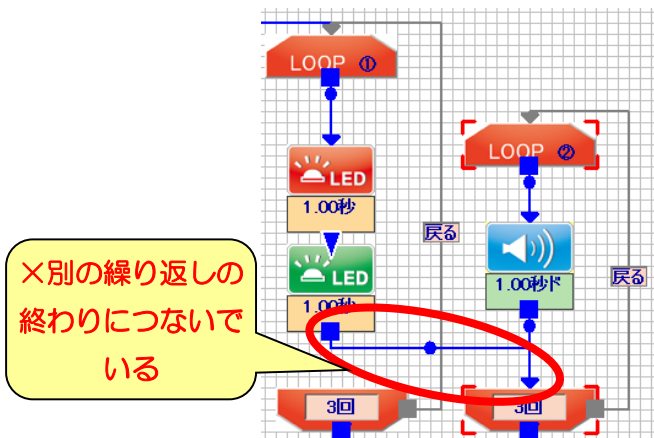 LOOP ①
LED
1.00秒
LED
1.00秒
3回
戻る
LOOP ②
1.00秒ド
3回
戻る
×別の繰り返しの
終わりにつないで
いる